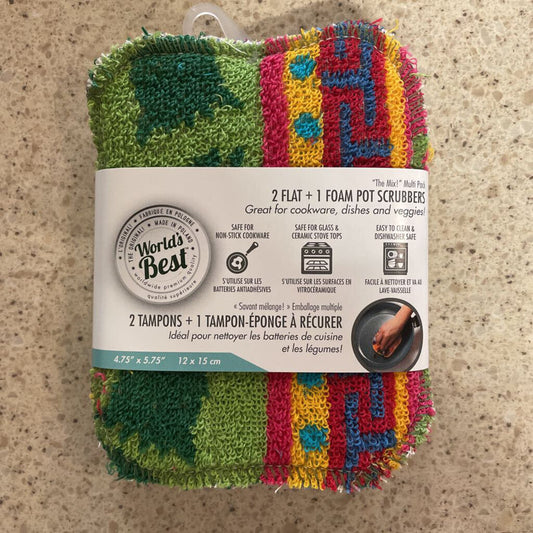 "The Mix!" Multi Pack
2 FLAT + 1 FOAM POT SCRUBBERS
Great for cookware, dishes and veggies!
L'ORIGINAL • FABRIQUÉ EN POLOGNE
THE ORIGINAL • MADE IN POLAND
World's
Best
worldwide premium quality
qualité supérieure
SAFE FOR
NON-STICK COOKWARE
S'UTILISE SUR LES
BATTERIES ANTIADHÉSIVES
SAFE FOR GLASS &
CERAMIC STOVE TOPS
S'UTILISE SUR LES SURFACES EN
VITROCÉRAMIQUE
EASY TO CLEAN &
DISHWASHER SAFE
FACILE À NETTOYER ET VA AU
LAVE-VAISSELLE
« Savant mélange! » Emballage multiple
2 TAMPONS + 1 TAMPON-ÉPONGE À RÉCURER
Idéal pour nettoyer les batteries de cuisine
et les légumes!
4.75" x 5.75" 12 x 15 cm